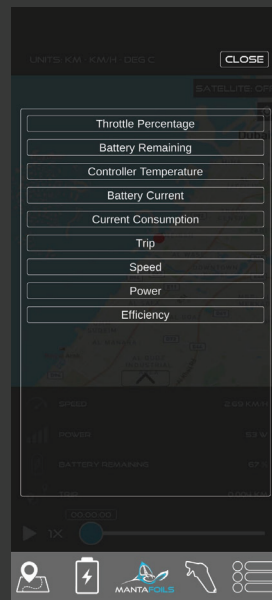 UNITS: KM KM/H DEG C
CLOSE
SATELLITE: OFF
Throttle Percentage
Battery Remaining
Controller Temperature
Battery Current
Current Consumption
Trip
Speed
Power
Efficiency
SPEED
POWER
BATTERY REMAINING
00:00:00
1X
MANTAFOILS